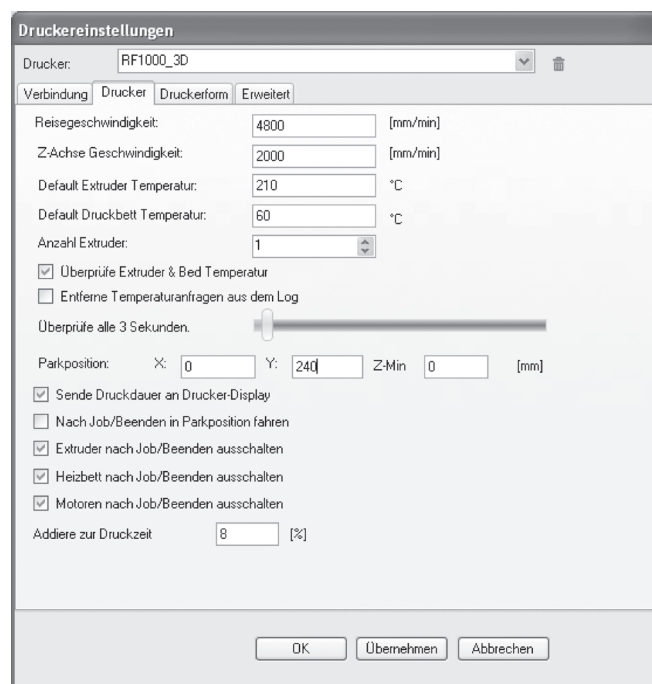 Druckereinstellungen
Drucker: RF1000_3D
Verbindung Drucker Druckerform Erweitert
Reisegeschwindigkeit: 4800 [mm/min]
Z-Achse Geschwindigkeit: 2000 [mm/min]
Default Extruder Temperatur: 210 °C
Default Druckbett Temperatur: 60 °C
Anzahl Extruder: 1
Überprüfe Extruder & Bed Temperatur
Entferne Temperaturanfragen aus dem Log
Überprüfe alle 3 Sekunden.
Parkposition: X: 0 Y: 240 Z-Min 0 [mm]
Sende Druckdauer an Drucker-Display
Nach Job/Beenden in Parkposition fahren
Extruder nach Job/Beenden ausschalten
Heizbett nach Job/Beenden ausschalten
Motoren nach Job/Beenden ausschalten
Addiere zur Druckzeit 8 [%]
OK Übernehmen Abbrechen